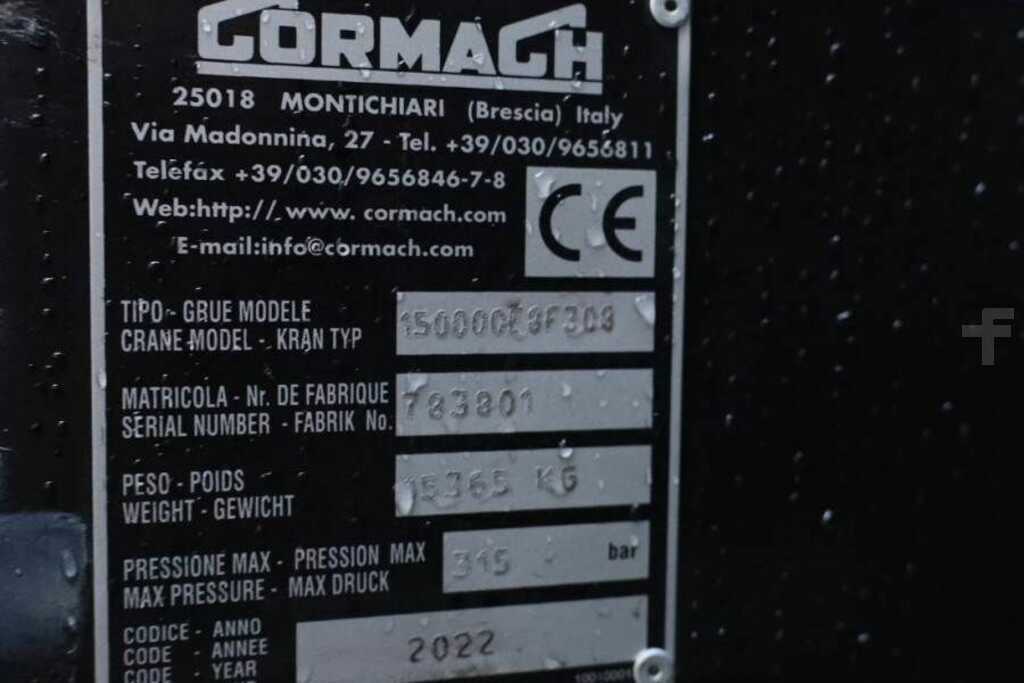 CORMACH
25018 MONTICHIARI (Brescia) Italy
Via Madonnina, 27 - Tel. +39/030/9656811
Telefax +39/030/9656846-7-8
Web:http://www.cormach.com
E-mail:info@cormach.com
CE
TIPO - GRUE MODELE
CRANE MODEL - KRAN TYP
MATRICOLA - Nr. DE FABRIQUE
783801
SERIAL NUMBER - FABRIK No.
PESO - POIDS
15365 KG
WEIGHT - GEWICHT
PRESSIONE MAX - PRESSION MAX
315 bar
MAX PRESSURE - MAX DRUCK
CODICE - ANNO
CODE - ANNEE
2022
CODE - YEAR